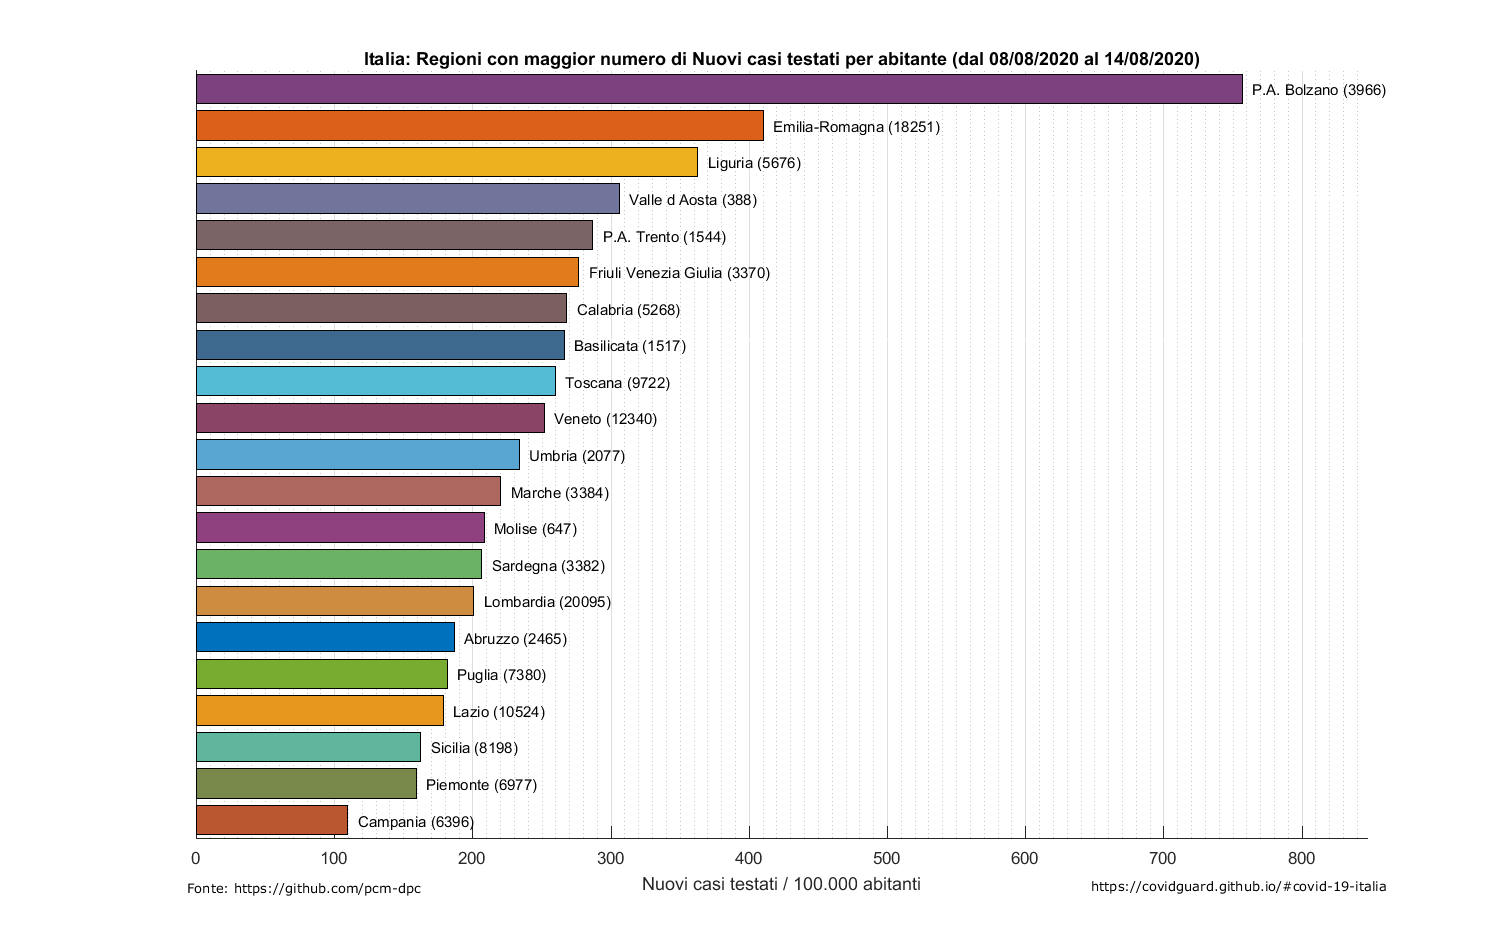 Italia: Regioni con maggior numero di Nuovi casi testati per abitante (dal 08/08/2020 al 14/08/2020)
P.A. Bolzano (3966)
Emilia-Romagna (18251)
Liguria (5676)
Valle d Aosta (388)
P.A. Trento (1544)
Friuli Venezia Giulia (3370)
Calabria (5268)
Basilicata (1517)
Toscana (9722)
Veneto (12340)
Umbria (2077)
Marche (3384)
Molise (647)
Sardegna (3382)
Lombardia (20095)
Abruzzo (2465)
Puglia (7380)
Lazio (10524)
Sicilia (8198)
Piemonte (6977)
Campania (6396)
0 100 200 300 400 500 600 700 800
Nuovi casi testati / 100.000 abitanti
Fonte: https://github.com/pcm-dpc
https://covidguard.github.io/#covid-19-italia